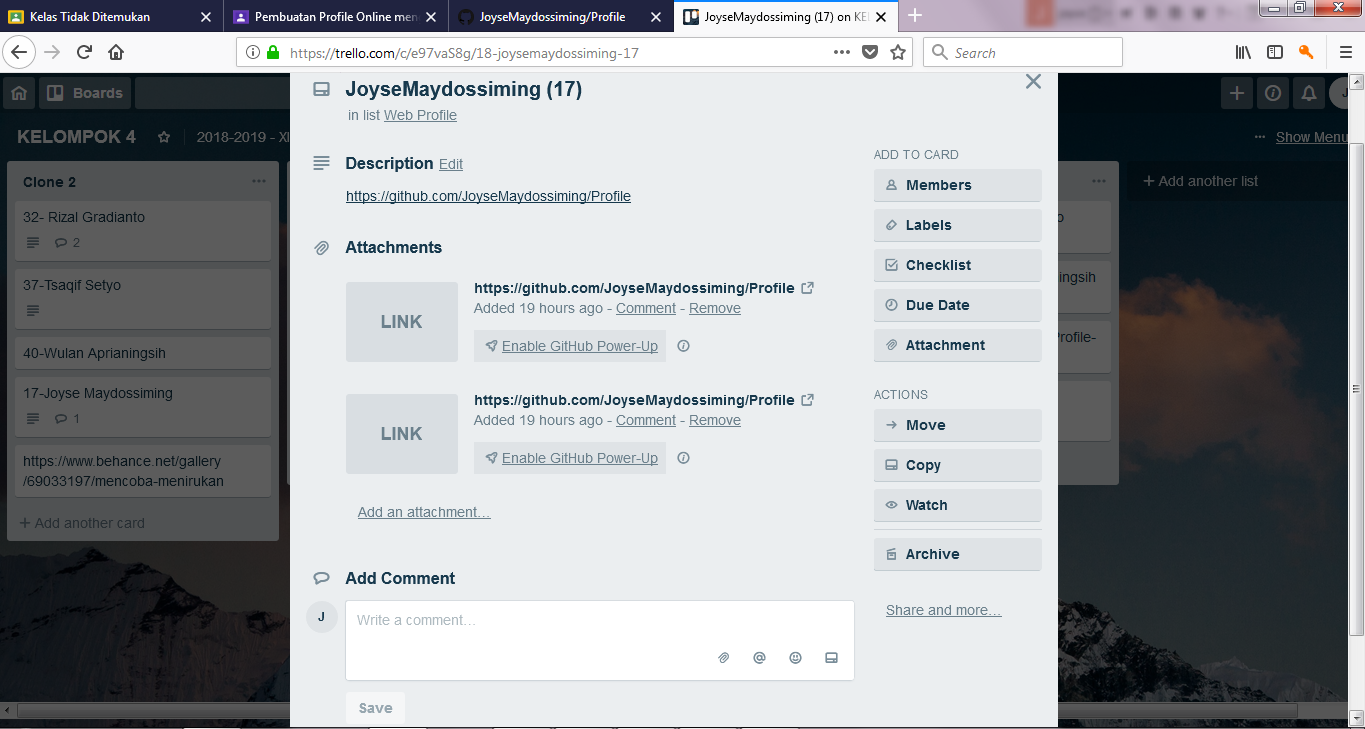 Kelas Tidak Ditemukan
Pembuatan Profile Online men
JoyseMaydossiming/Profile
JoyseMaydossiming (17) on KE
https://trello.com/c/e97vaS8g/18-joysemaydossiming-17
Search
Boards
KELOMPOK 4
2018-2019 - XI
Show Menu
Clone 2
32- Rizal Gradianto
2
37-Tsaqif Setyo
40-Wulan Aprianingsih
17-Joyse Maydossiming
1
https://www.behance.net/gallery
/69033197/mencoba-menirukan
+ Add another card
JoyseMaydossiming (17)
in list Web Profile
Description Edit
https://github.com/JoyseMaydossiming/Profile
Attachments
LINK
https://github.com/JoyseMaydossiming/Profile
Added 19 hours ago - Comment - Remove
Enable GitHub Power-Up
LINK
https://github.com/JoyseMaydossiming/Profile
Added 19 hours ago - Comment - Remove
Enable GitHub Power-Up
Add an attachment…
Add Comment
J
Write a comment…
Save
ADD TO CARD
Members
Labels
Checklist
Due Date
Attachment
ACTIONS
Move
Copy
Watch
Archive
Share and more…
+ Add another list
ngsih
rofile-